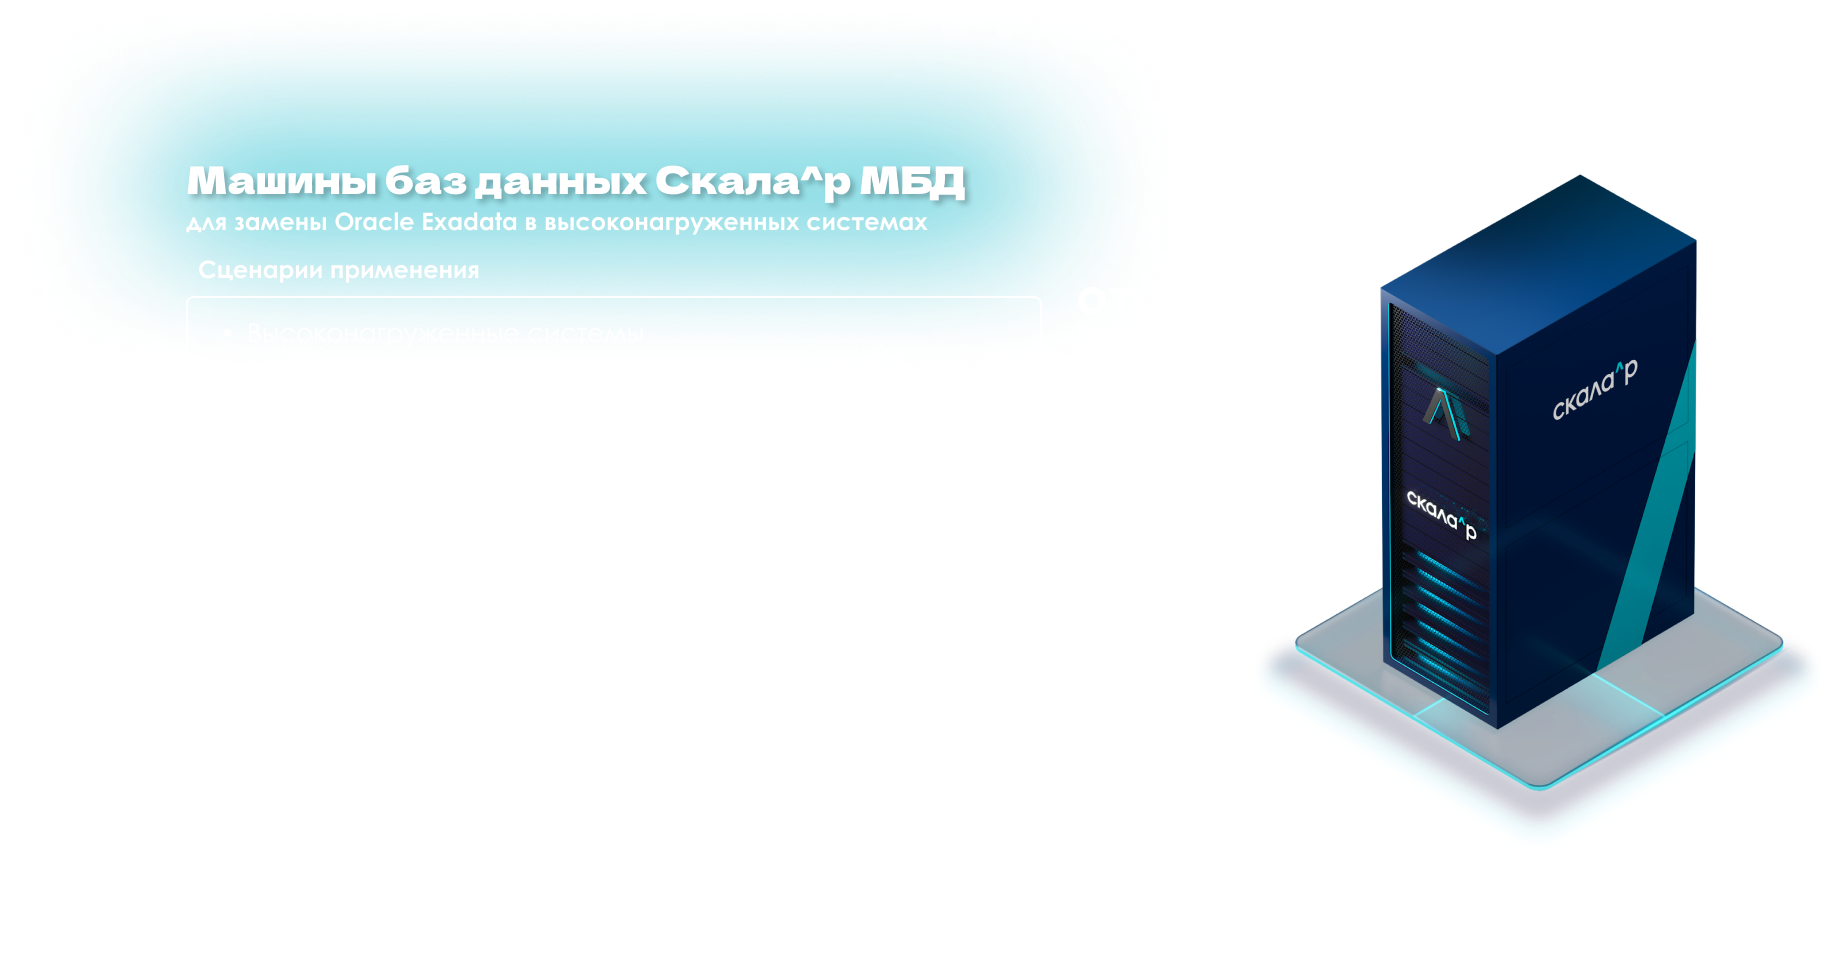 Машины баз данных Скала^р МБД
для замены Oracle Exadata в высоконагруженных системах
Сценарии применения
• Высоконагруженные системы
скала^р
скала^р